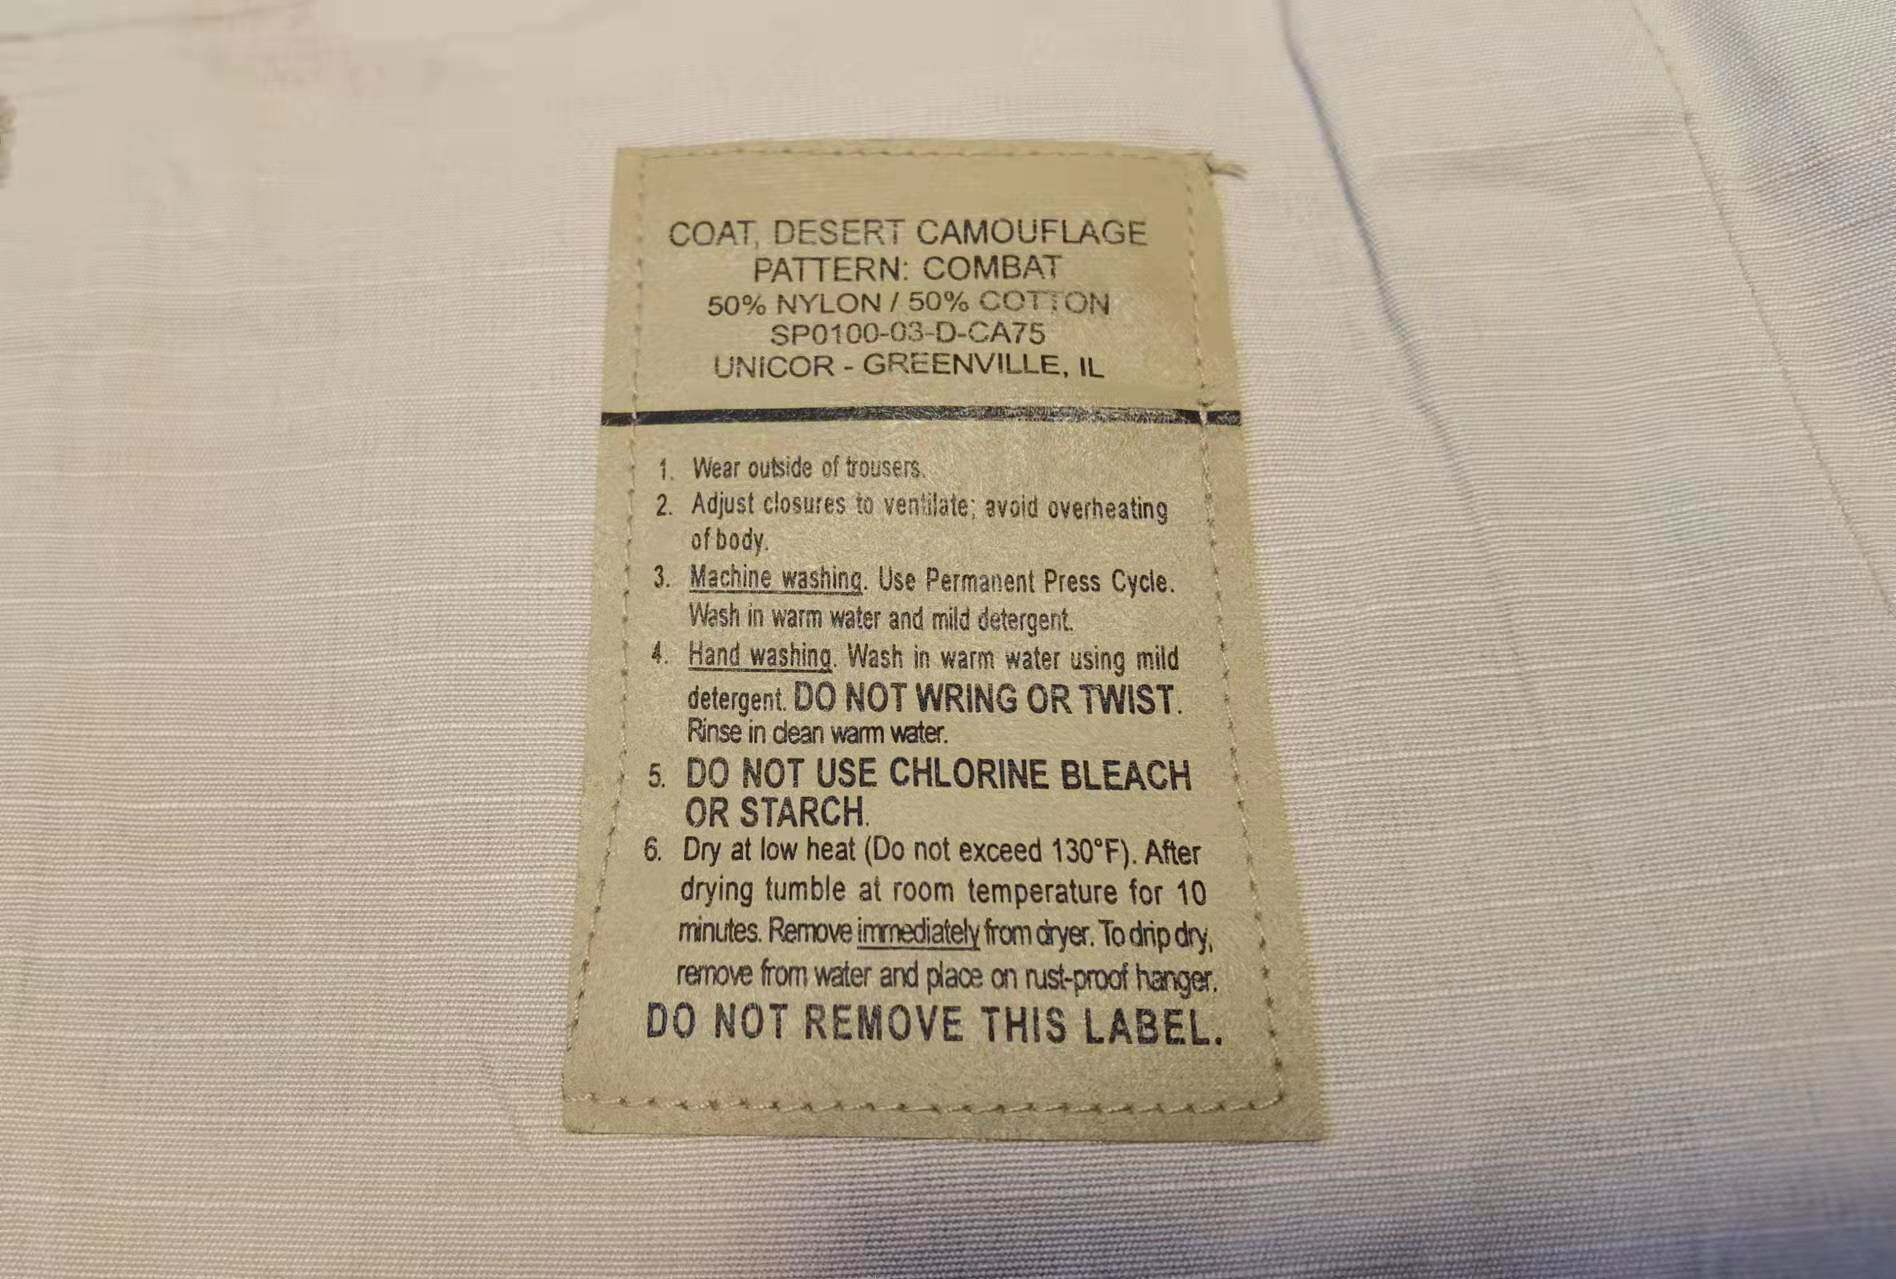 COAT, DESERT CAMOUFLAGE
PATTERN: COMBAT
50% NYLON / 50% COTTON
SP0100-03-D-CA75
UNICOR - GREENVILLE, IL
1. Wear outside of trousers.
2. Adjust closures to ventilate; avoid overheating
of body.
3. Machine washing. Use Permanent Press Cycle.
Wash in warm water and mild detergent.
4. Hand washing. Wash in warm water using mild
detergent. DO NOT WRING OR TWIST.
Rinse in clean warm water.
5. DO NOT USE CHLORINE BLEACH
OR STARCH.
6. Dry at low heat (Do not exceed 130°F). After
drying tumble at room temperature for 10
minutes. Remove immediately from dryer. To drip dry,
remove from water and place on rust-proof hanger.
DO NOT REMOVE THIS LABEL.